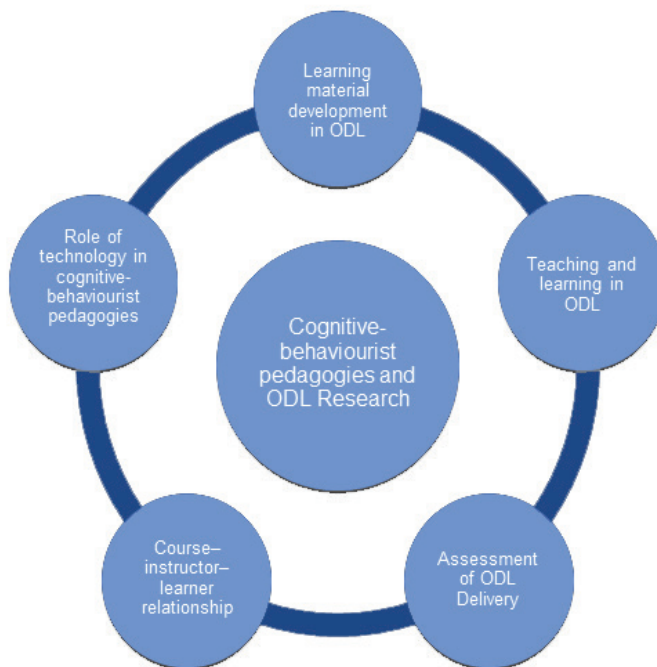 Learning
material
development
in ODL
Role of
technology in
cognitive-
behaviourist
pedagogies
Teaching and
learning in
ODL
Cognitive-
behaviourist
pedagogies and
ODL Research
Course–
instructor–
learner
relationship
Assessment
of ODL
Delivery